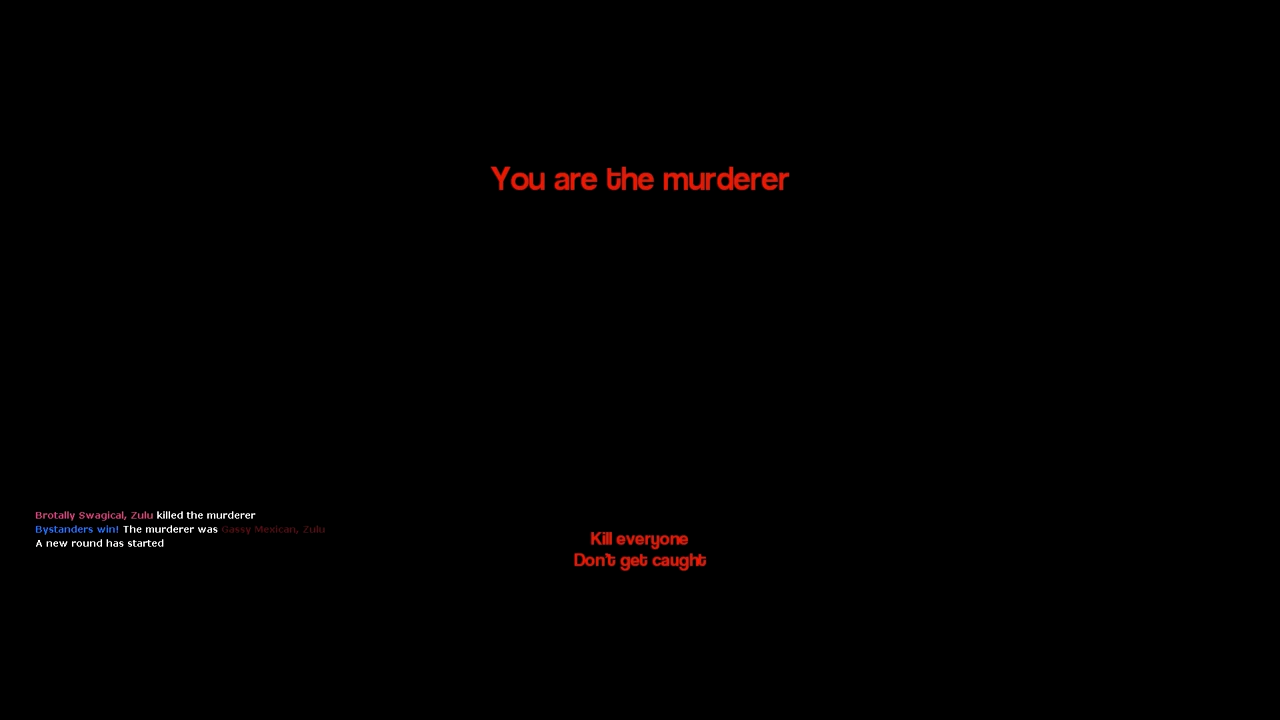 You are the murderer
Brotally Swagical, Zulu killed the murderer
Bystanders win! The murderer was Gassy Mexican, Zulu
A new round has started
Kill everyone
Don't get caught